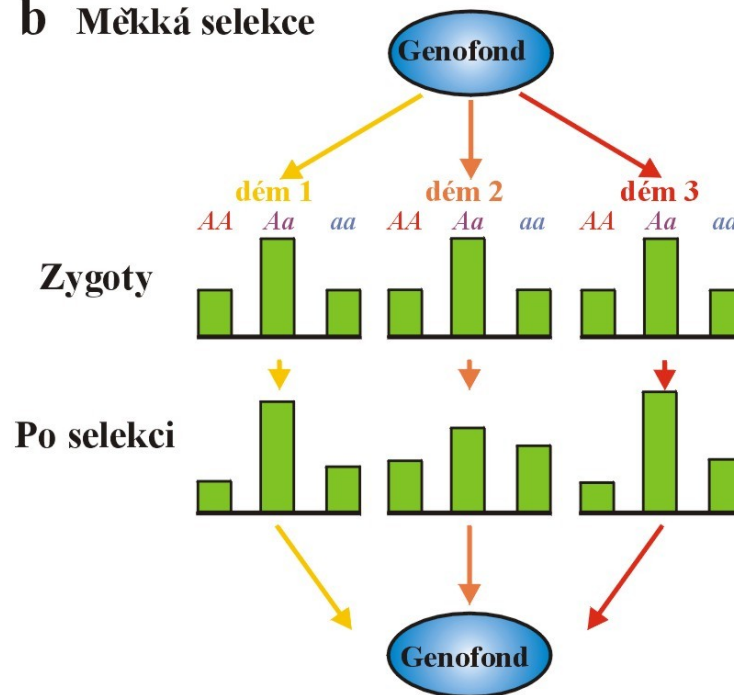 b Měkká selekce
Genofond
dém 1 dém 2 dém 3
AA Aa aa AA Aa aa AA Aa aa
Zygoty
Po selekci
Genofond